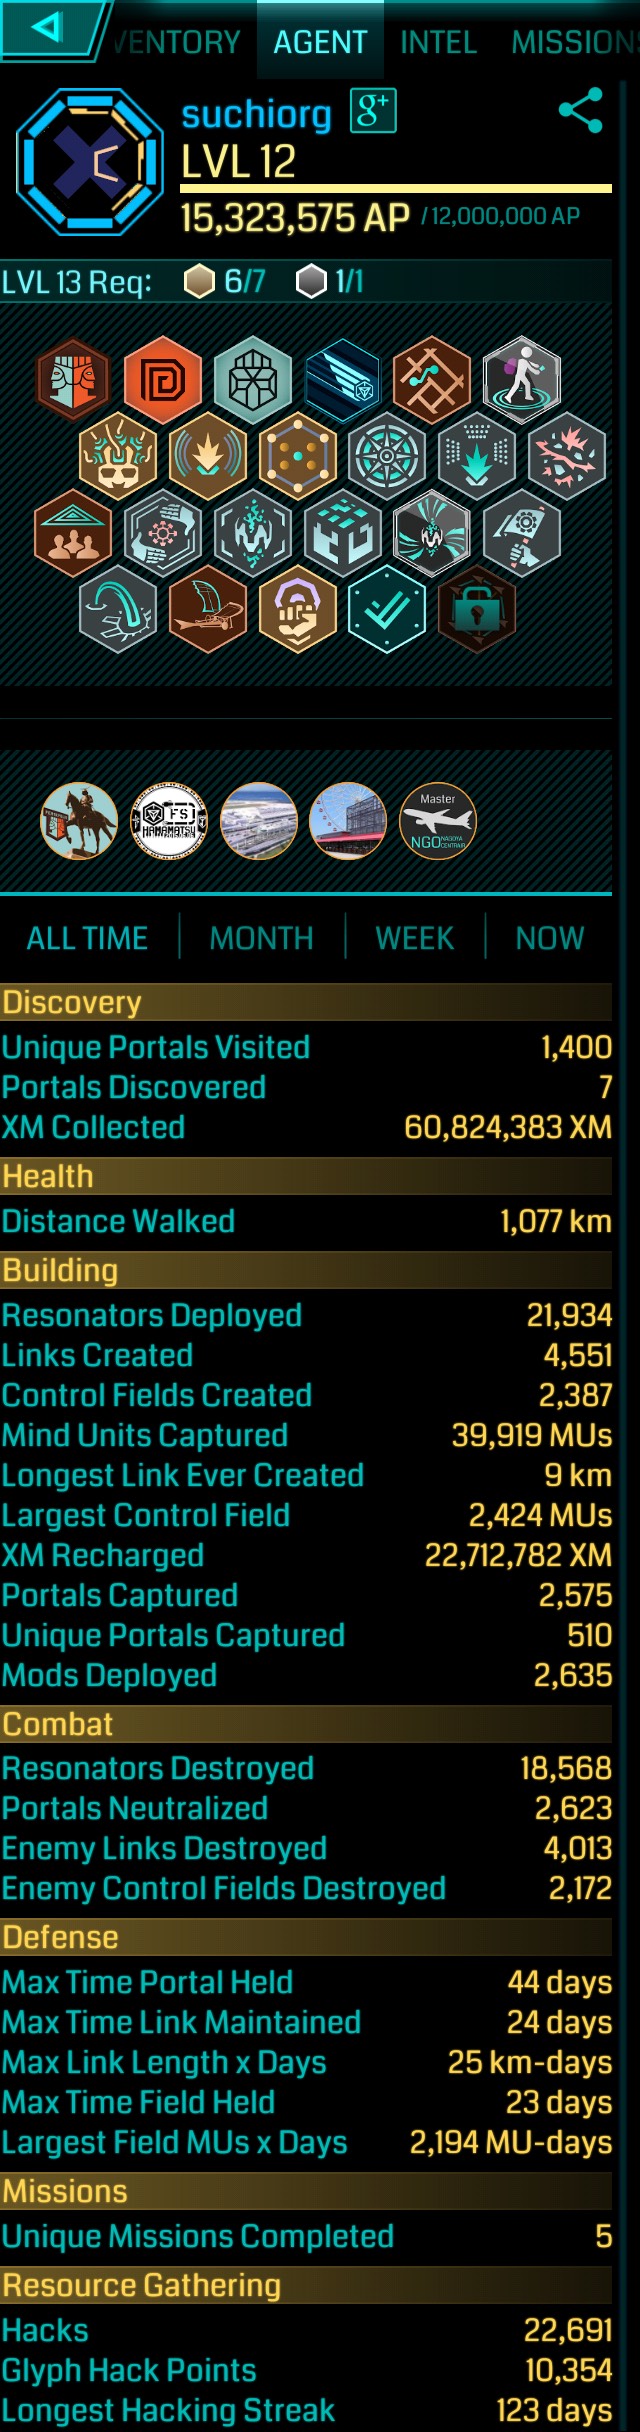 VENTORY AGENT INTEL MISSIONS
suchiorg g+
LVL 12
15,323,575 AP / 12,000,000 AP
LVL 13 Req: 6/7 1/1
FS
HAMAMATSU
Master
NGO NAGOYA
CENTRAIR
ALL TIME MONTH WEEK NOW
Discovery
Unique Portals Visited 1,400
Portals Discovered 7
XM Collected 60,824,383 XM
Health
Distance Walked 1,077 km
Building
Resonators Deployed 21,934
Links Created 4,551
Control Fields Created 2,387
Mind Units Captured 39,919 MUs
Longest Link Ever Created 9 km
Largest Control Field 2,424 MUs
XM Recharged 22,712,782 XM
Portals Captured 2,575
Unique Portals Captured 510
Mods Deployed 2,635
Combat
Resonators Destroyed 18,568
Portals Neutralized 2,623
Enemy Links Destroyed 4,013
Enemy Control Fields Destroyed 2,172
Defense
Max Time Portal Held 44 days
Max Time Link Maintained 24 days
Max Link Length x Days 25 km-days
Max Time Field Held 23 days
Largest Field MUs x Days 2,194 MU-days
Missions
Unique Missions Completed 5
Resource Gathering
Hacks 22,691
Glyph Hack Points 10,354
Longest Hacking Streak 123 days